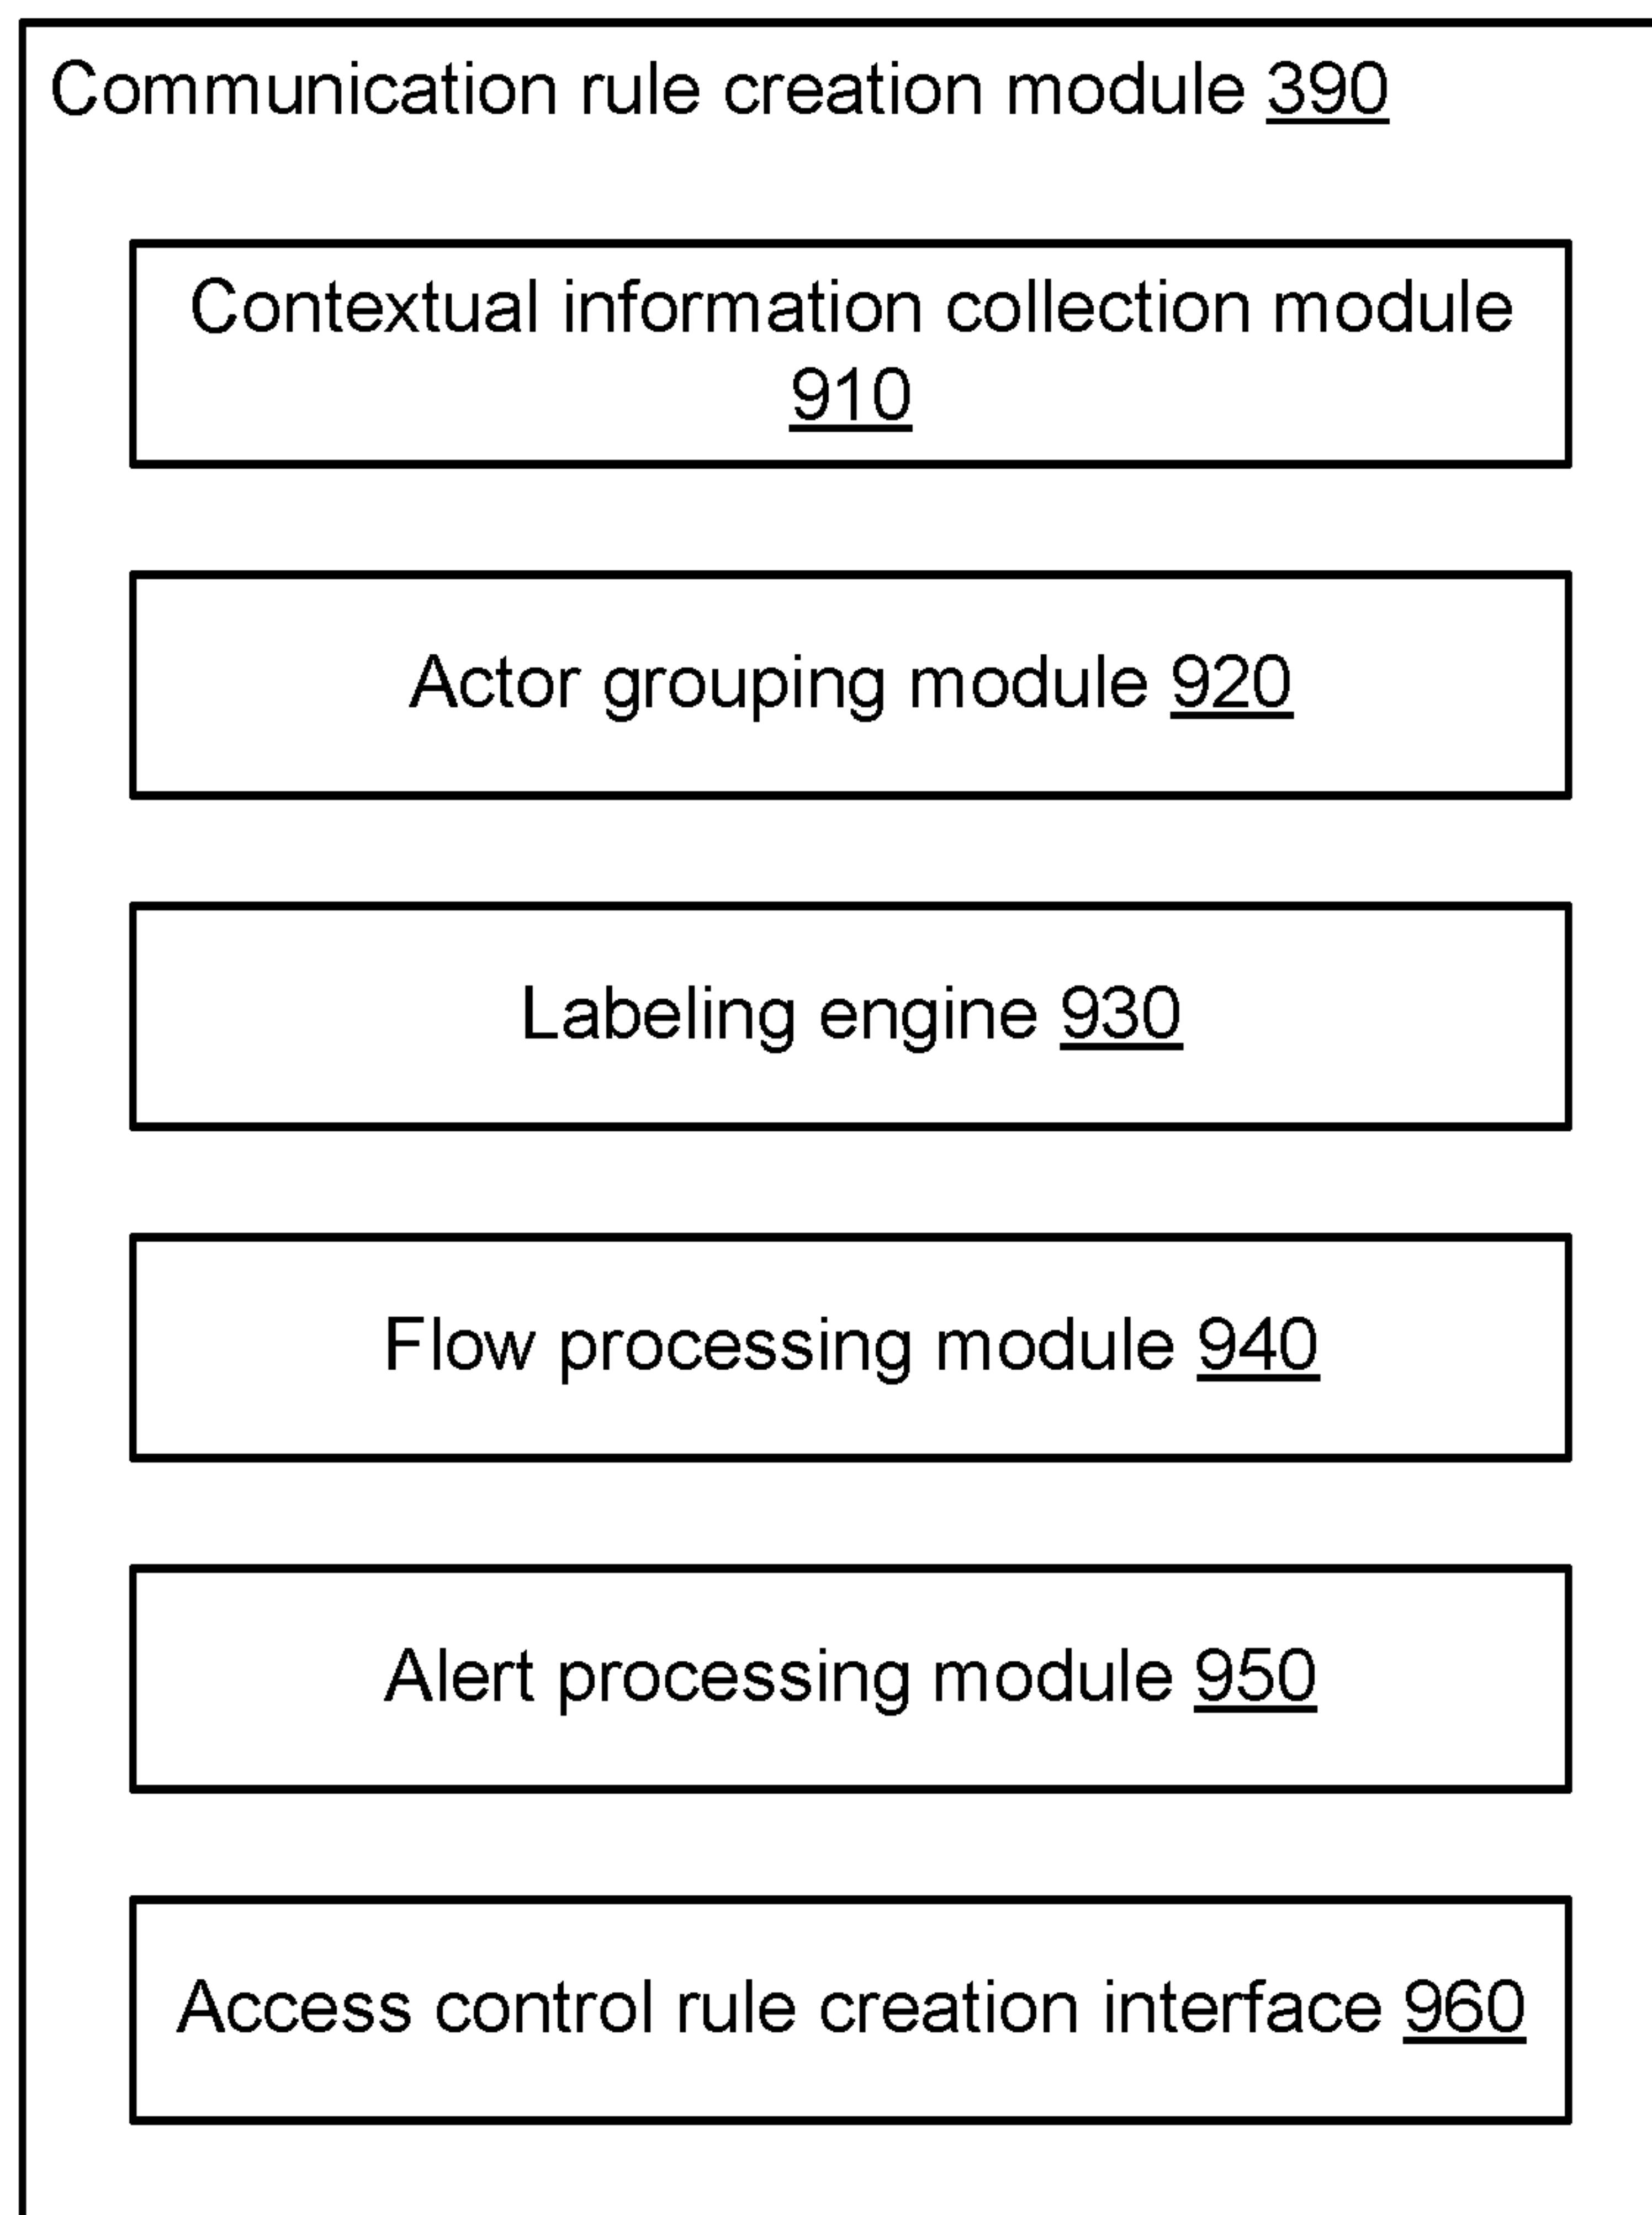 Communication rule creation module 390
Contextual information collection module
910
Actor grouping module 920
Labeling engine 930
Flow processing module 940
Alert processing module 950
Access control rule creation interface 960